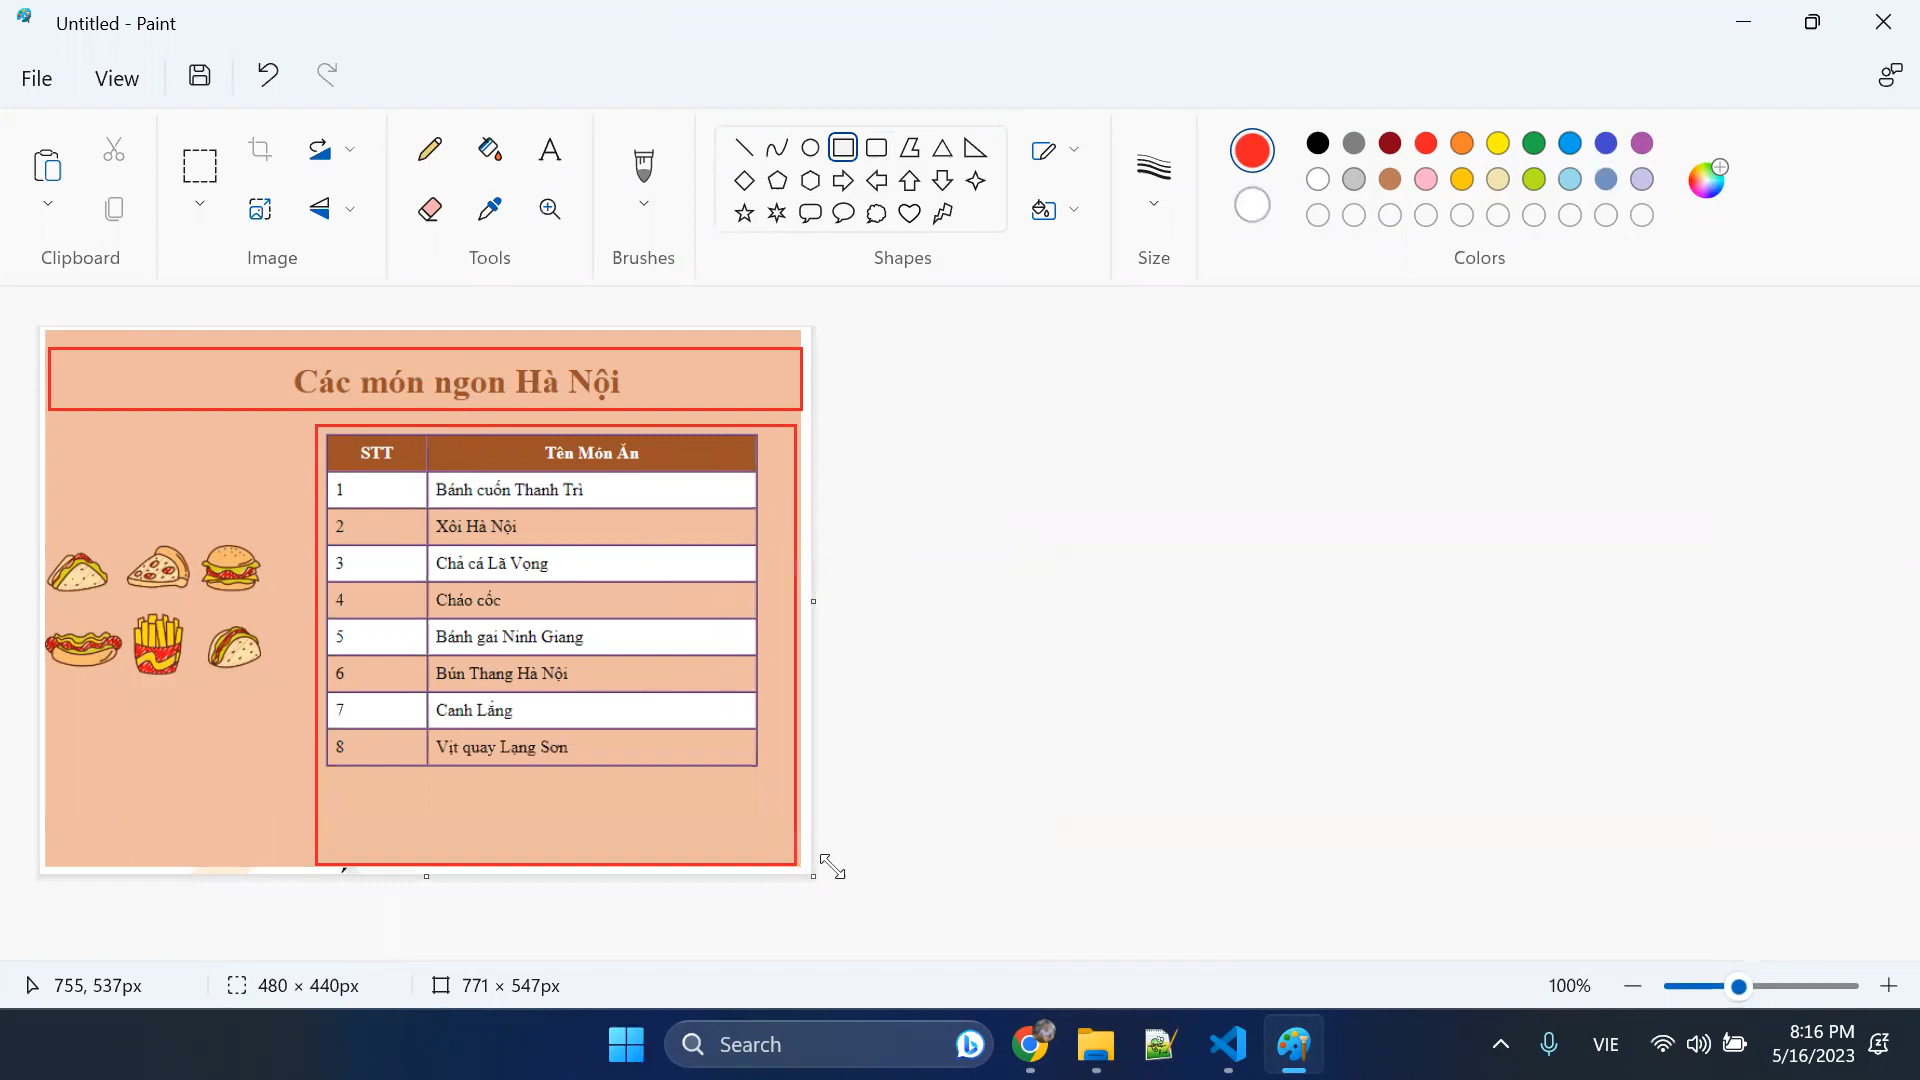 Untitled - Paint
File View
Clipboard
Image
Tools
Brushes
Shapes
Size
Colors
Các món ngon Hà Nội
STT Tên Món Ăn
1 Bánh cuốn Thanh Trì
2 Xôi Hà Nội
3 Chả cá Lã Vọng
4 Cháo cốc
5 Bánh gai Ninh Giang
6 Bún Thang Hà Nội
7 Canh Lẳng
8 Vịt quay Lạng Sơn
755, 537px 480 × 440px 771 × 547px 100%
Search VIE 8:16 PM
5/16/2023